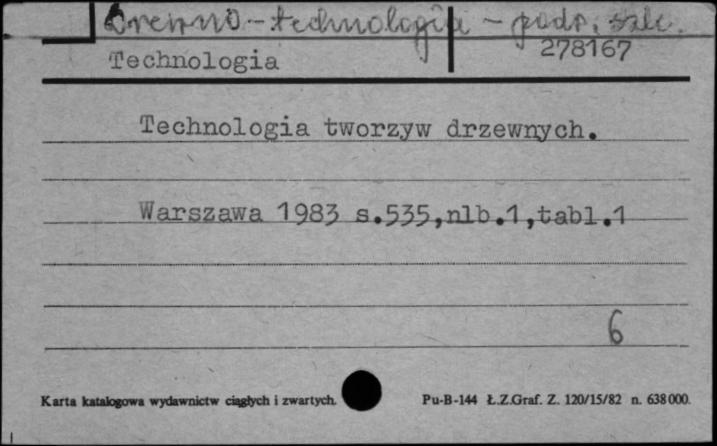 Drewno - technologia - podr. szk.
278167
Technologia
Technologia tworzyw drzewnych.
Warszawa 1983 s.535,nlb.1,tabl.1
6
Karta katalogowa wydawnictw ciągłych i zwartych.
Pu-B-144 Ł.Z.Graf. Z. 120/15/82 n. 638 000.